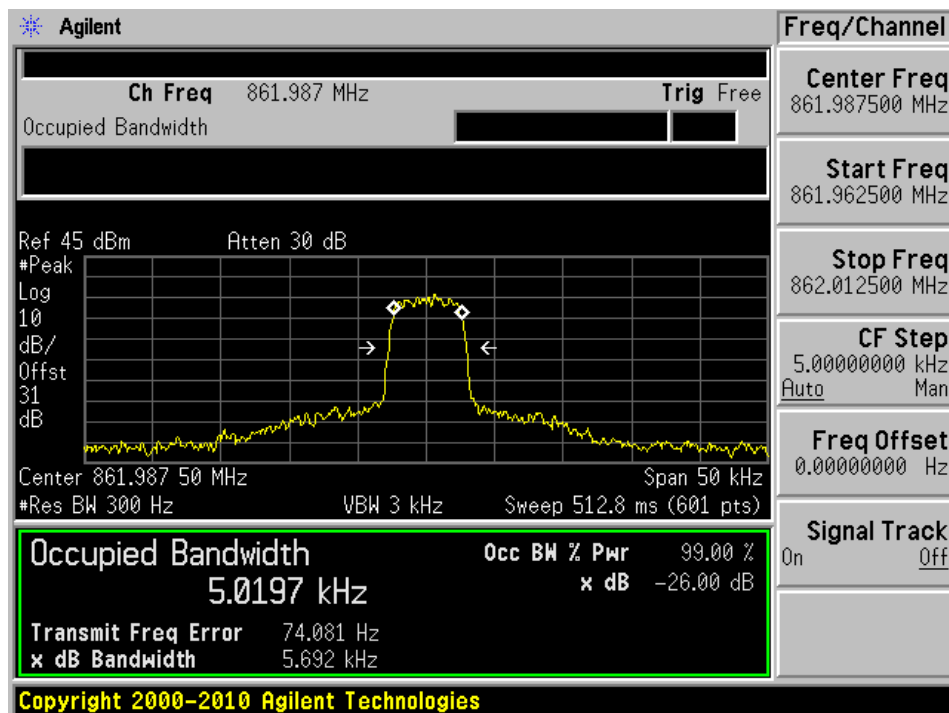 Agilent
Freq/Channel
Ch Freq 861.987 MHz Trig Free
Occupied Bandwidth
Center Freq
861.987500 MHz
Start Freq
861.962500 MHz
Stop Freq
862.012500 MHz
CF Step
5.00000000 kHz
Auto Man
Freq Offset
0.00000000 Hz
Signal Track
On Off
Ref 45 dBm Atten 30 dB
#Peak
Log
10
dB/
Offst
31
dB
Center 861.987 50 MHz Span 50 kHz
#Res BW 300 Hz VBW 3 kHz Sweep 512.8 ms (601 pts)
Occupied Bandwidth
5.0197 kHz
Occ BW % Pwr 99.00 %
x dB -26.00 dB
Transmit Freq Error 74.081 Hz
x dB Bandwidth 5.692 kHz
Copyright 2000-2010 Agilent Technologies